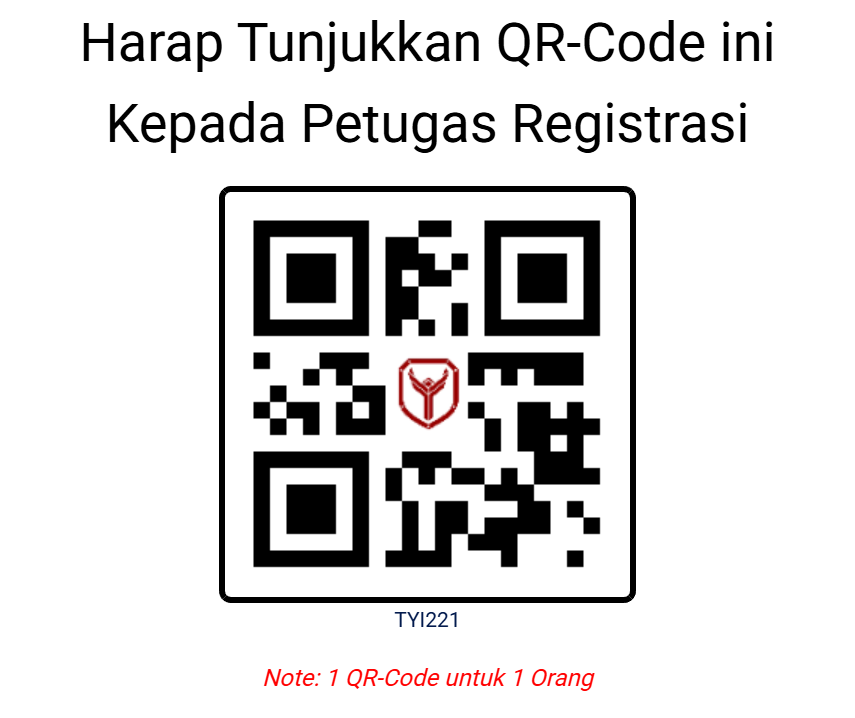 Harap Tunjukkan QR-Code ini
Kepada Petugas Registrasi
TYI221
Note: 1 QR-Code untuk 1 Orang